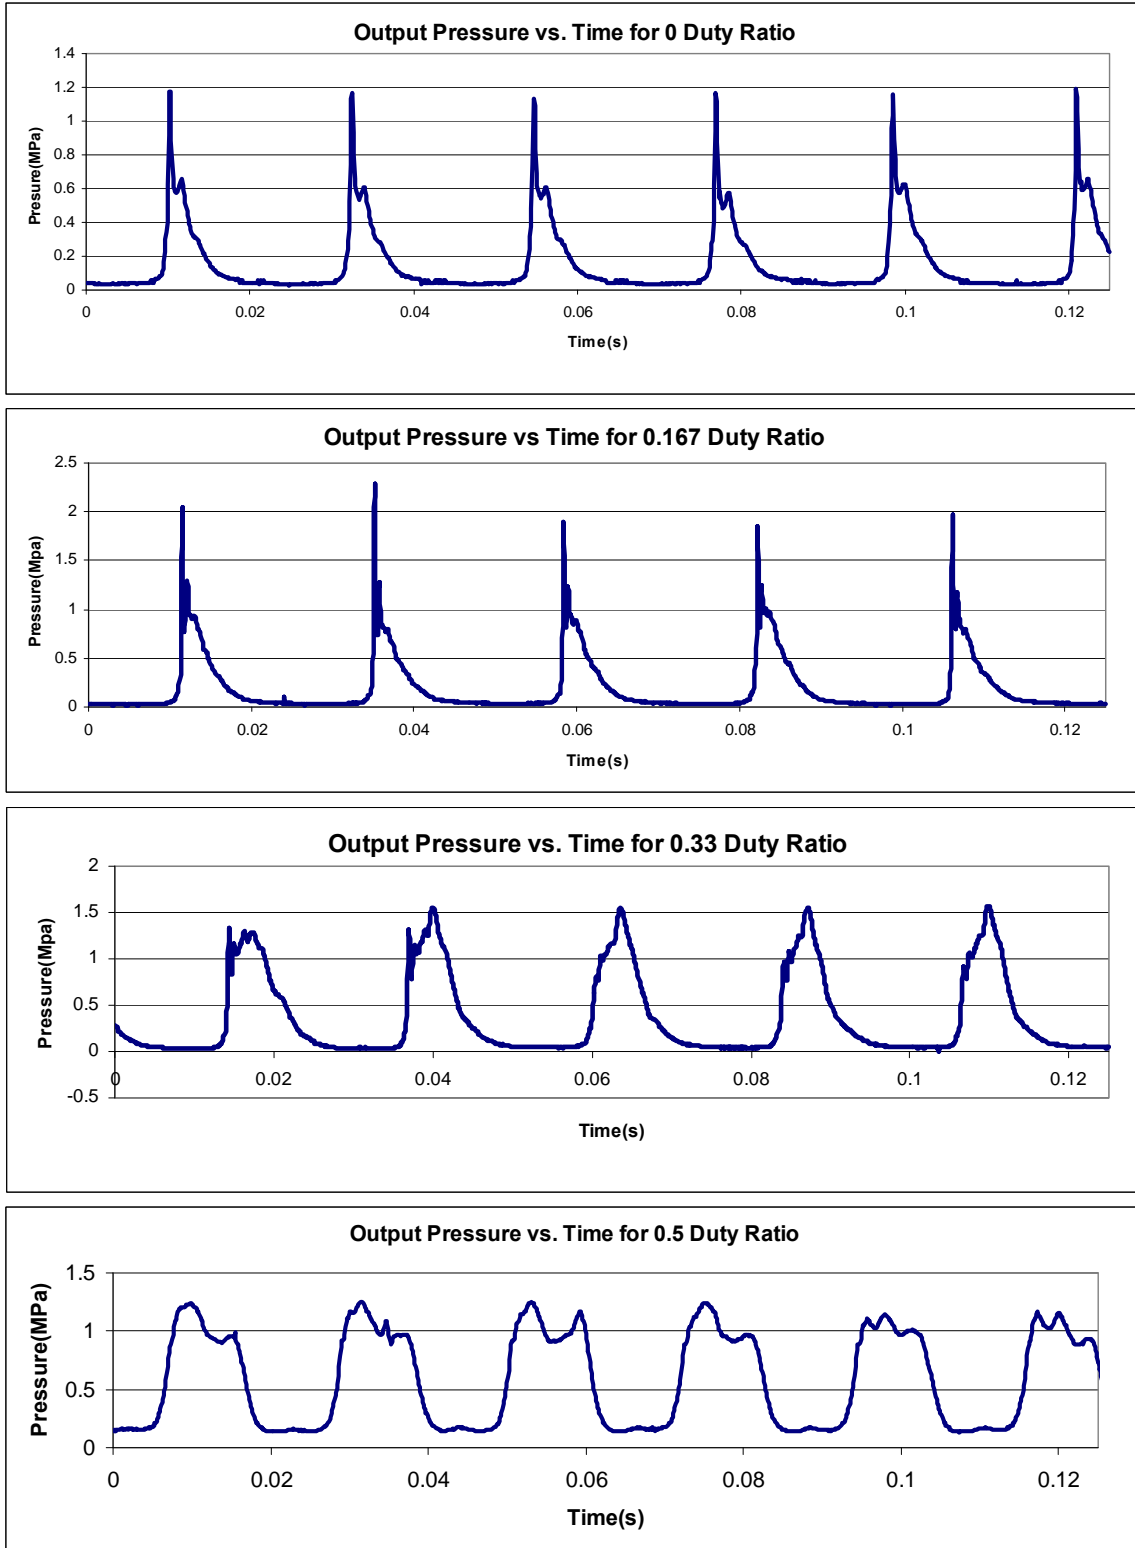 Output Pressure vs. Time for 0 Duty Ratio
1.4
1.2
1
0.8
0.6
0.4
0.2
0
Presure(MPa)
0 0.02 0.04 0.06 0.08 0.1 0.12
Time(s)
Output Pressure vs Time for 0.167 Duty Ratio
2.5
2
1.5
1
0.5
0
Pressure(Mpa)
0 0.02 0.04 0.06 0.08 0.1 0.12
Time(s)
Output Pressure vs. Time for 0.33 Duty Ratio
2
1.5
1
0.5
0
-0.5
Pressure(Mpa)
0 0.02 0.04 0.06 0.08 0.1 0.12
Time(s)
Output Pressure vs. Time for 0.5 Duty Ratio
1.5
1
0.5
0
Pressure(MPa)
0 0.02 0.04 0.06 0.08 0.1 0.12
Time(s)